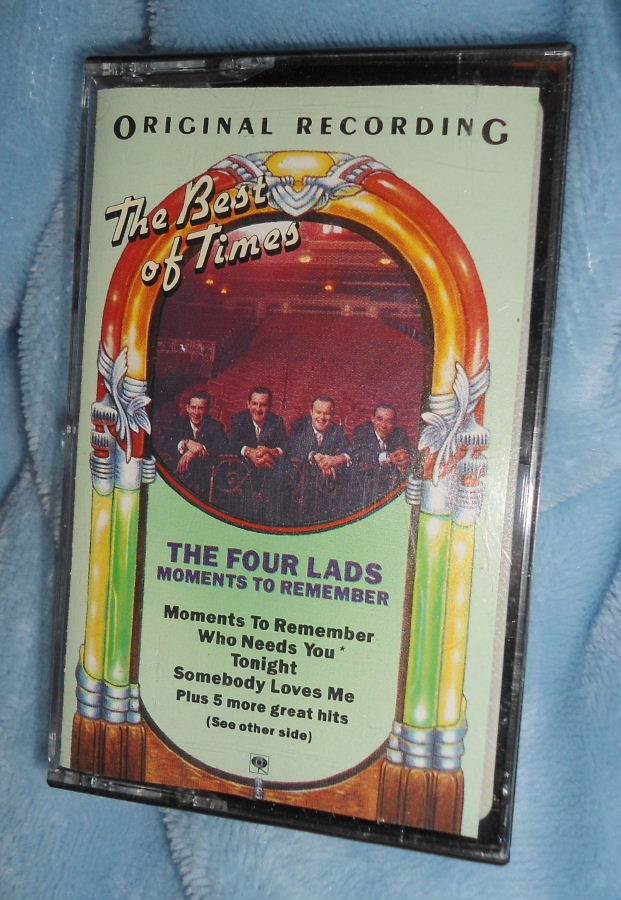 ORIGINAL RECORDING
The Best
of Times
THE FOUR LADS
MOMENTS TO REMEMBER
Moments To Remember
Who Needs You*
Tonight
Somebody Loves Me
Plus 5 more great hits
(See other side)